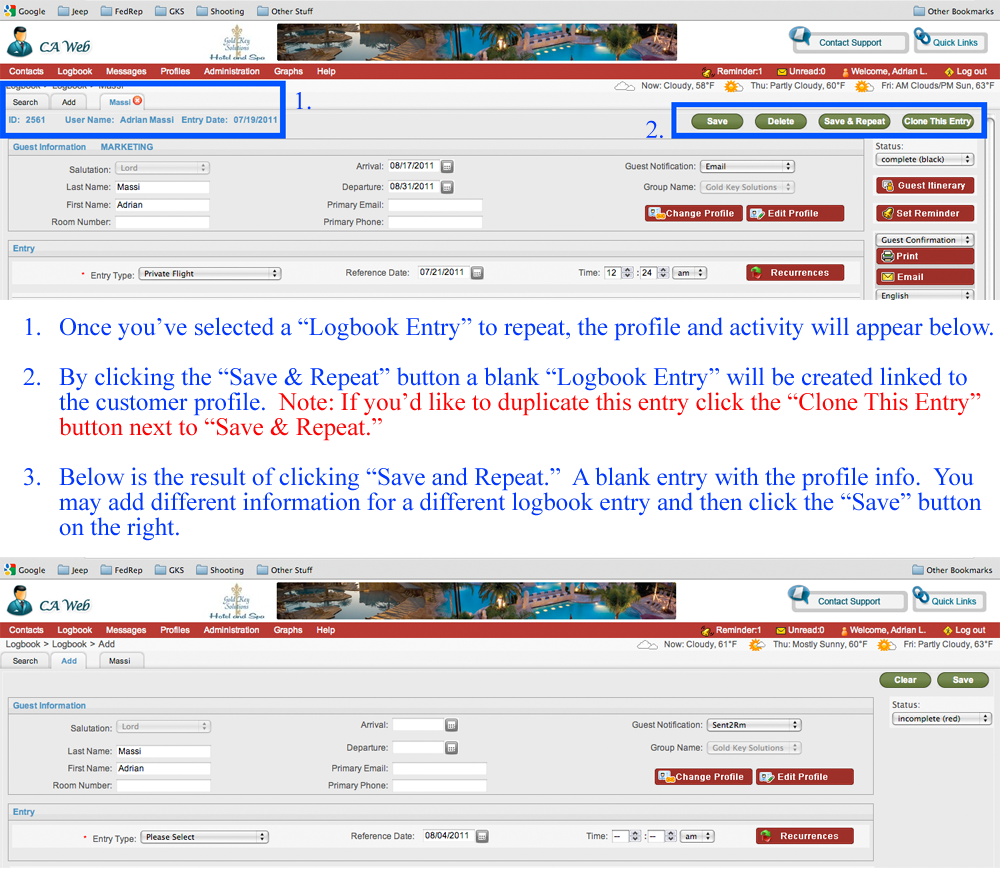 Google Jeep FedRep GKS Shooting Other Stuff Other Bookmarks
CA Web
Gold Key
Solutions
Hotel and Spa
Contact Support Quick Links
Contacts Logbook Messages Profiles Administration Graphs Help Reminder:1 Unread:0 Welcome, Adrian L. Log out
Logbook > Logbook > Massi
Now: Cloudy, 58°F Thu: Partly Cloudy, 60°F Fri: AM Clouds/PM Sun, 63°F
Search Add Massi
1.
ID: 2561 User Name: Adrian Massi Entry Date: 07/19/2011
2.
Save Delete Save & Repeat Clone This Entry
Guest Information MARKETING
Status:
complete (black)
Salutation: Lord Arrival: 08/17/2011 Guest Notification: Email
Last Name: Massi Departure: 08/31/2011 Group Name: Gold Key Solutions
Guest Itinerary
First Name: Adrian Primary Email:
Change Profile Edit Profile Set Reminder
Room Number: Primary Phone:
Guest Confirmation
Entry
Print
* Entry Type: Private Flight Reference Date: 07/21/2011 Time: 12 : 24 am Recurrences
Email
English
1. Once you’ve selected a “Logbook Entry” to repeat, the profile and activity will appear below.
2. By clicking the “Save & Repeat” button a blank “Logbook Entry” will be created linked to
the customer profile. Note: If you’d like to duplicate this entry click the “Clone This Entry”
button next to “Save & Repeat.”
3. Below is the result of clicking “Save and Repeat.” A blank entry with the profile info. You
may add different information for a different logbook entry and then click the “Save” button
on the right.
Google Jeep FedRep GKS Shooting Other Stuff Other Bookmarks
CA Web
Gold Key
Solutions
Hotel and Spa
Contact Support Quick Links
Contacts Logbook Messages Profiles Administration Graphs Help Reminder:1 Unread:0 Welcome, Adrian L. Log out
Logbook > Logbook > Add Now: Cloudy, 61°F Thu: Mostly Sunny, 60°F Fri: Partly Cloudy, 63°F
Search Add Massi
Clear Save
Guest Information
Status:
incomplete (red)
Salutation: Lord Arrival: Guest Notification: Sent2Rm
Last Name: Massi Departure: Group Name: Gold Key Solutions
First Name: Adrian Primary Email:
Change Profile Edit Profile
Room Number: Primary Phone:
Entry
* Entry Type: Please Select Reference Date: 08/04/2011 Time: -- : -- am Recurrences